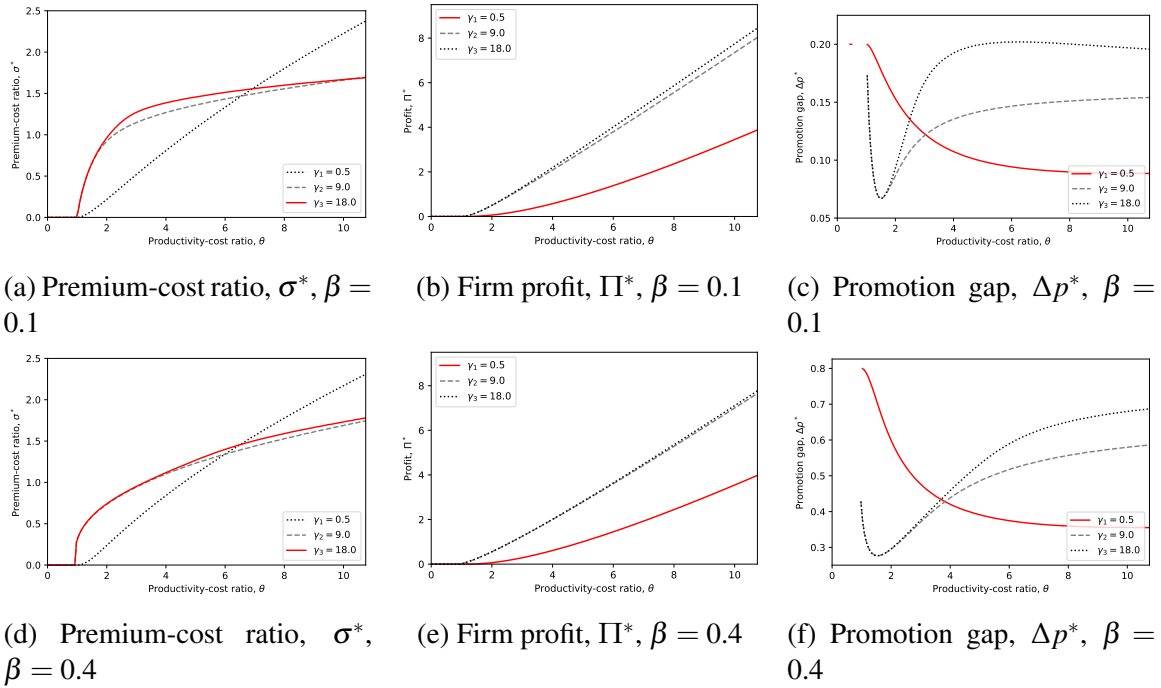 2.5
2.0
1.5
1.0
0.5
0.0
Premium-cost ratio, σ*
γ₁ = 0.5
γ₂ = 9.0
γ₃ = 18.0
0 2 4 6 8 10
Productivity-cost ratio, θ
8
6
4
2
0
Profit, Π*
γ₁ = 0.5
γ₂ = 9.0
γ₃ = 18.0
0 2 4 6 8 10
Productivity-cost ratio, θ
0.20
0.15
0.10
0.05
Promotion gap, Δp*
γ₁ = 0.5
γ₂ = 9.0
γ₃ = 18.0
0 2 4 6 8 10
Productivity-cost ratio, θ
(a) Premium-cost ratio, σ*, β =
0.1
(b) Firm profit, Π*, β = 0.1
(c) Promotion gap, Δp*, β =
0.1
2.5
2.0
1.5
1.0
0.5
0.0
Premium-cost ratio, σ*
γ₁ = 0.5
γ₂ = 9.0
γ₃ = 18.0
0 2 4 6 8 10
Productivity-cost ratio, θ
8
6
4
2
0
Profit, Π*
γ₁ = 0.5
γ₂ = 9.0
γ₃ = 18.0
0 2 4 6 8 10
Productivity-cost ratio, θ
0.8
0.7
0.6
0.5
0.4
0.3
Promotion gap, Δp*
γ₁ = 0.5
γ₂ = 9.0
γ₃ = 18.0
0 2 4 6 8 10
Productivity-cost ratio, θ
(d) Premium-cost ratio, σ*,
β = 0.4
(e) Firm profit, Π*, β = 0.4
(f) Promotion gap, Δp*, β =
0.4